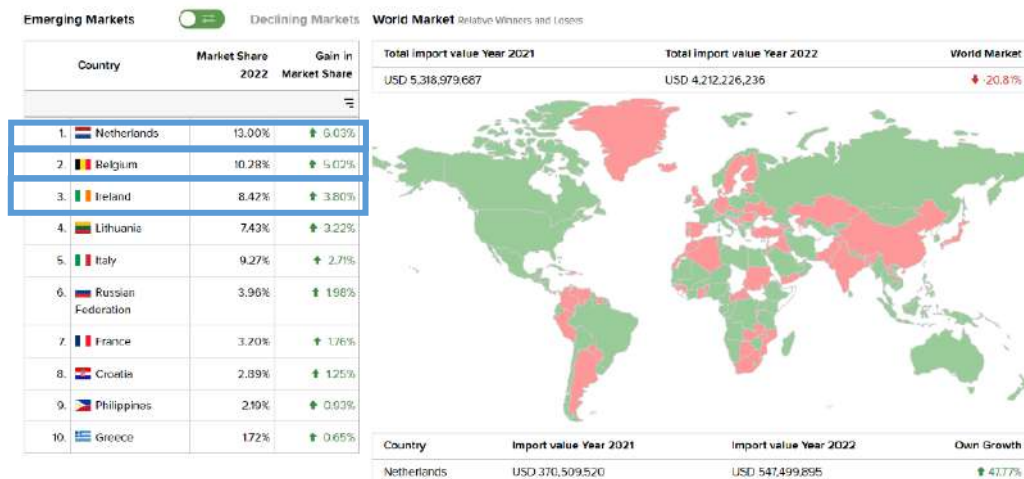 Emerging Markets
Declining Markets
World Market Relative Winners and Losers
Country
Market Share 2022
Gain in Market Share
1. Netherlands 13.00% 6.03%
2. Belgium 10.28% 5.02%
3. Ireland 8.42% 3.80%
4. Lithuania 7.43% 3.22%
5. Italy 9.27% 2.71%
6. Russian Federation 3.96% 1.98%
7. France 3.20% 1.76%
8. Croatia 2.89% 1.25%
9. Philippines 2.19% 0.93%
10. Greece 1.72% 0.65%
Total import value Year 2021 Total import value Year 2022 World Market
USD 5,318,979,687 USD 4,212,226,236 -20.81%
Country Import value Year 2021 Import value Year 2022 Own Growth
Netherlands USD 370,509,520 USD 547,499,895 47.77%